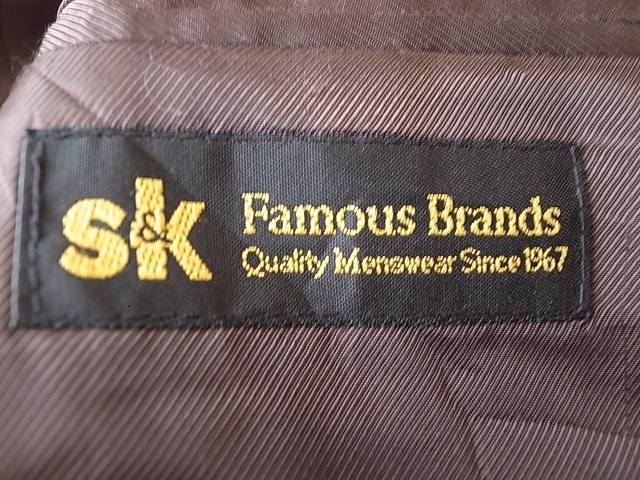 s&k
Famous Brands
Quality Menswear Since 1967